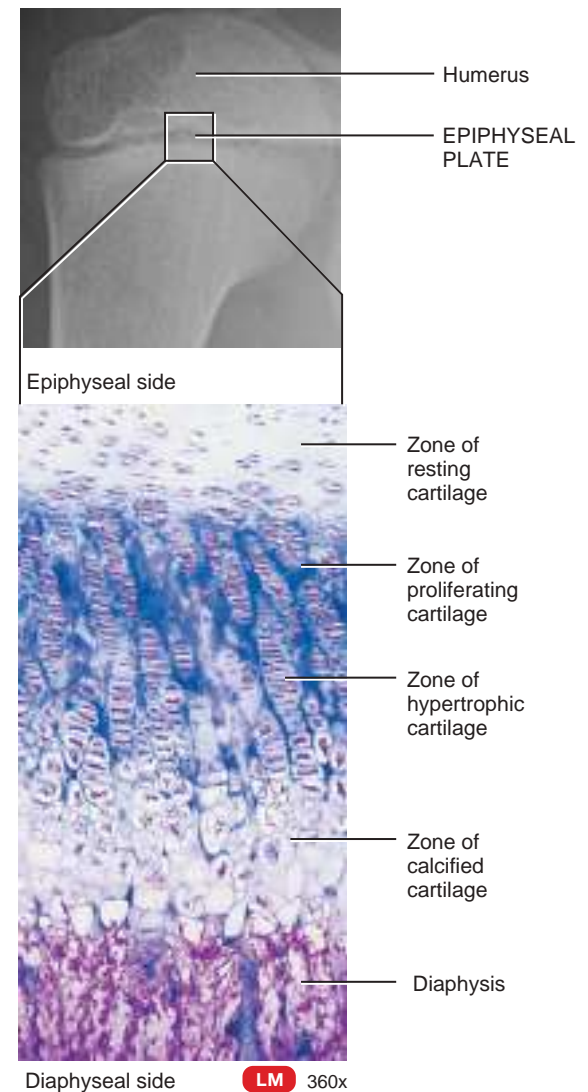 Humerus
EPIPHYSEAL
PLATE
Epiphyseal side
Zone of
resting
cartilage
Zone of
proliferating
cartilage
Zone of
hypertrophic
cartilage
Zone of
calcified
cartilage
Diaphysis
Diaphyseal side LM 360x